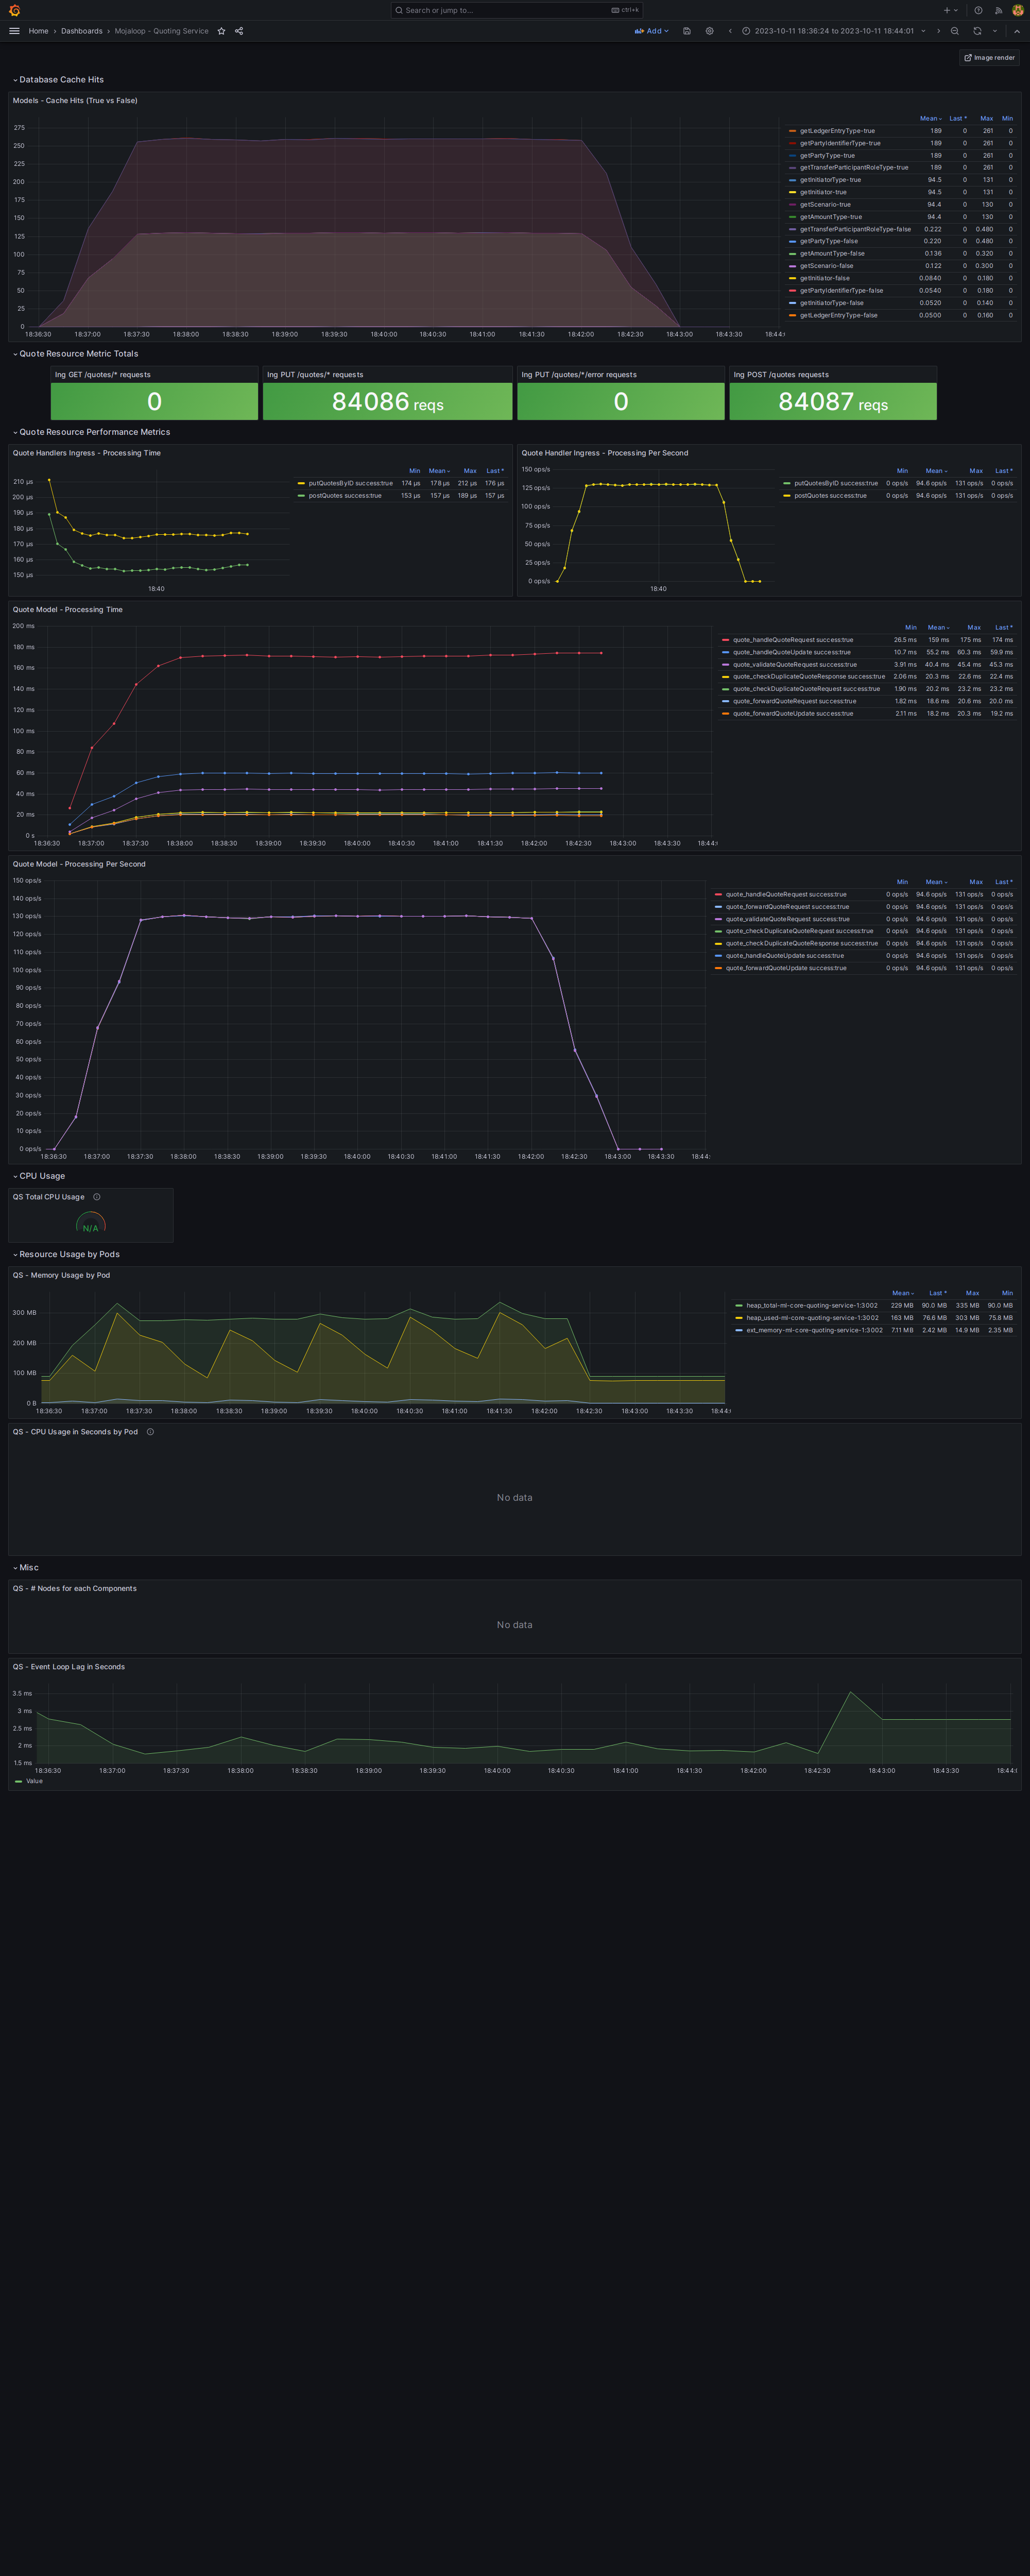 Search or jump to...
ctrl+k
Home › Dashboards › Mojaloop - Quoting Service
Add
2023-10-11 18:36:24 to 2023-10-11 18:44:01
Image render
Database Cache Hits
Models - Cache Hits (True vs False)
275
250
225
200
175
150
125
100
75
50
25
0
18:36:30 18:37:00 18:37:30 18:38:00 18:38:30 18:39:00 18:39:30 18:40:00 18:40:30 18:41:00 18:41:30 18:42:00 18:42:30 18:43:00 18:43:30 18:44:
Mean Last * Max Min
getLedgerEntryType-true 189 0 261 0
getPartyIdentifierType-true 189 0 261 0
getPartyType-true 189 0 261 0
getTransferParticipantRoleType-true 189 0 261 0
getInitiatorType-true 94.5 0 131 0
getInitiator-true 94.5 0 131 0
getScenario-true 94.4 0 130 0
getAmountType-true 94.4 0 130 0
getTransferParticipantRoleType-false 0.222 0 0.480 0
getPartyType-false 0.220 0 0.480 0
getAmountType-false 0.136 0 0.320 0
getScenario-false 0.122 0 0.300 0
getInitiator-false 0.0840 0 0.180 0
getPartyIdentifierType-false 0.0540 0 0.180 0
getInitiatorType-false 0.0520 0 0.140 0
getLedgerEntryType-false 0.0500 0 0.160 0
Quote Resource Metric Totals
Ing GET /quotes/* requests
0
Ing PUT /quotes/* requests
84086 reqs
Ing PUT /quotes/*/error requests
0
Ing POST /quotes requests
84087 reqs
Quote Resource Performance Metrics
Quote Handlers Ingress - Processing Time
210 µs
200 µs
190 µs
180 µs
170 µs
160 µs
150 µs
18:40
Min Mean Max Last *
putQuotesByID success:true 174 µs 178 µs 212 µs 176 µs
postQuotes success:true 153 µs 157 µs 189 µs 157 µs
Quote Handler Ingress - Processing Per Second
150 ops/s
125 ops/s
100 ops/s
75 ops/s
50 ops/s
25 ops/s
0 ops/s
18:40
Min Mean Max Last *
putQuotesByID success:true 0 ops/s 94.6 ops/s 131 ops/s 0 ops/s
postQuotes success:true 0 ops/s 94.6 ops/s 131 ops/s 0 ops/s
Quote Model - Processing Time
200 ms
180 ms
160 ms
140 ms
120 ms
100 ms
80 ms
60 ms
40 ms
20 ms
0 s
18:36:30 18:37:00 18:37:30 18:38:00 18:38:30 18:39:00 18:39:30 18:40:00 18:40:30 18:41:00 18:41:30 18:42:00 18:42:30 18:43:00 18:43:30 18:44:
Min Mean Max Last *
quote_handleQuoteRequest success:true 26.5 ms 159 ms 175 ms 174 ms
quote_handleQuoteUpdate success:true 10.7 ms 55.2 ms 60.3 ms 59.9 ms
quote_validateQuoteRequest success:true 3.91 ms 40.4 ms 45.4 ms 45.3 ms
quote_checkDuplicateQuoteResponse success:true 2.06 ms 20.3 ms 22.6 ms 22.4 ms
quote_checkDuplicateQuoteRequest success:true 1.90 ms 20.2 ms 23.2 ms 23.2 ms
quote_forwardQuoteRequest success:true 1.82 ms 18.6 ms 20.6 ms 20.0 ms
quote_forwardQuoteUpdate success:true 2.11 ms 18.2 ms 20.3 ms 19.2 ms
Quote Model - Processing Per Second
150 ops/s
140 ops/s
130 ops/s
120 ops/s
110 ops/s
100 ops/s
90 ops/s
80 ops/s
70 ops/s
60 ops/s
50 ops/s
40 ops/s
30 ops/s
20 ops/s
10 ops/s
0 ops/s
18:36:30 18:37:00 18:37:30 18:38:00 18:38:30 18:39:00 18:39:30 18:40:00 18:40:30 18:41:00 18:41:30 18:42:00 18:42:30 18:43:00 18:43:30 18:44:
Min Mean Max Last *
quote_handleQuoteRequest success:true 0 ops/s 94.6 ops/s 131 ops/s 0 ops/s
quote_forwardQuoteRequest success:true 0 ops/s 94.6 ops/s 131 ops/s 0 ops/s
quote_validateQuoteRequest success:true 0 ops/s 94.6 ops/s 131 ops/s 0 ops/s
quote_checkDuplicateQuoteRequest success:true 0 ops/s 94.6 ops/s 131 ops/s 0 ops/s
quote_checkDuplicateQuoteResponse success:true 0 ops/s 94.6 ops/s 131 ops/s 0 ops/s
quote_handleQuoteUpdate success:true 0 ops/s 94.6 ops/s 131 ops/s 0 ops/s
quote_forwardQuoteUpdate success:true 0 ops/s 94.6 ops/s 131 ops/s 0 ops/s
CPU Usage
QS Total CPU Usage
N/A
Resource Usage by Pods
QS - Memory Usage by Pod
300 MB
200 MB
100 MB
0 B
18:36:30 18:37:00 18:37:30 18:38:00 18:38:30 18:39:00 18:39:30 18:40:00 18:40:30 18:41:00 18:41:30 18:42:00 18:42:30 18:43:00 18:43:30 18:44:
Mean Last * Max Min
heap_total-ml-core-quoting-service-1:3002 229 MB 90.0 MB 335 MB 90.0 MB
heap_used-ml-core-quoting-service-1:3002 163 MB 76.6 MB 303 MB 75.8 MB
ext_memory-ml-core-quoting-service-1:3002 7.11 MB 2.42 MB 14.9 MB 2.35 MB
QS - CPU Usage in Seconds by Pod
No data
Misc
QS - # Nodes for each Components
No data
QS - Event Loop Lag in Seconds
3.5 ms
3 ms
2.5 ms
2 ms
1.5 ms
18:36:30 18:37:00 18:37:30 18:38:00 18:38:30 18:39:00 18:39:30 18:40:00 18:40:30 18:41:00 18:41:30 18:42:00 18:42:30 18:43:00 18:43:30 18:44:
Value